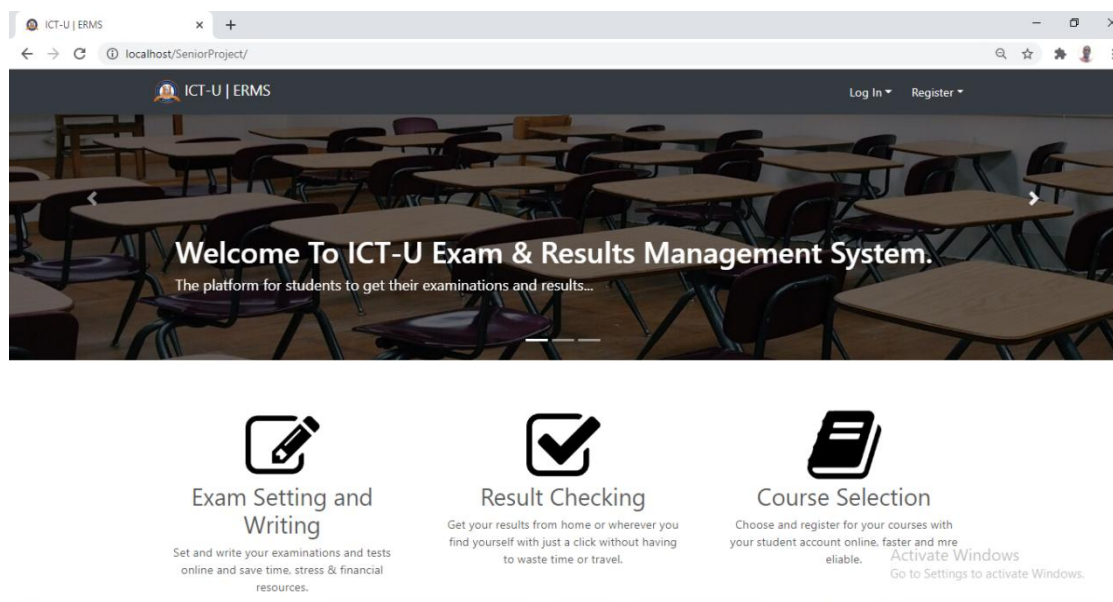 ICT-U | ERMS
localhost/SeniorProject/
ICT-U | ERMS
Log In
Register
Welcome To ICT-U Exam & Results Management System.
The platform for students to get their examinations and results...
Exam Setting and
Writing
Set and write your examinations and tests
online and save time, stress & financial
resources.
Result Checking
Get your results from home or wherever you
find yourself with just a click without having
to waste time or travel.
Course Selection
Choose and register for your courses with
your student account online, faster and mre
eliable.
Activate Windows
Go to Settings to activate Windows.